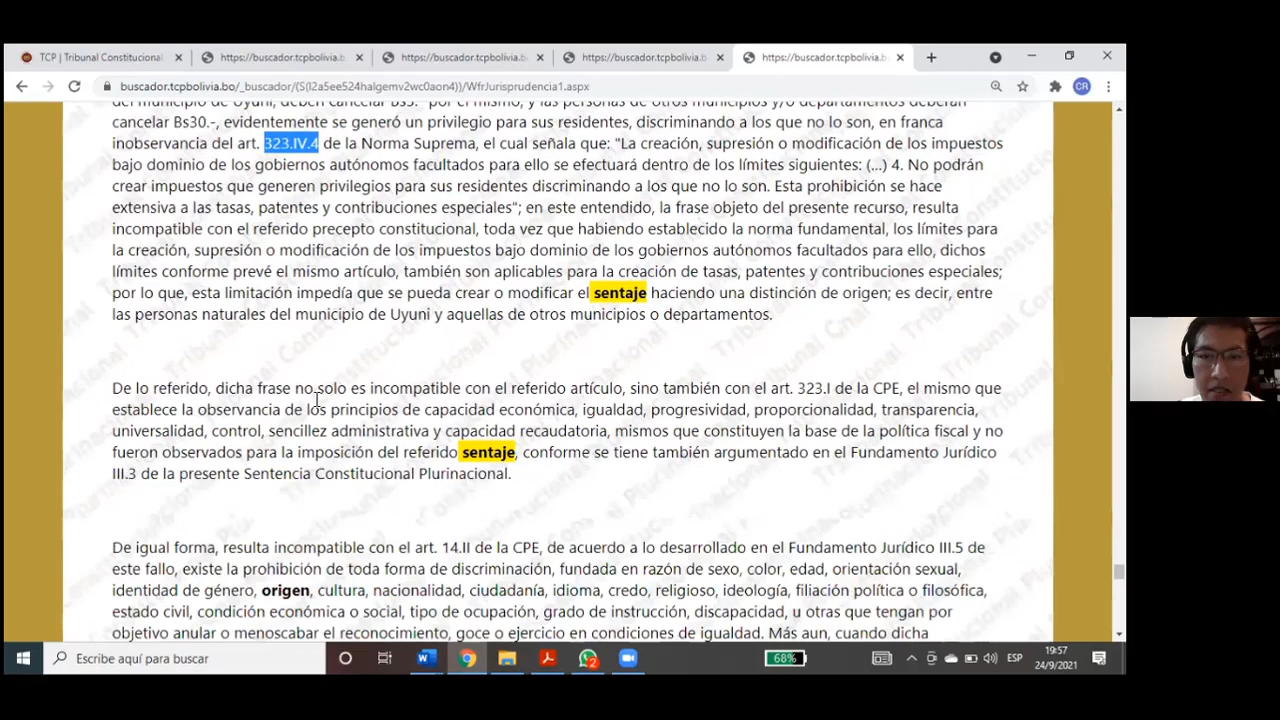 TCP | Tribunal Constitucional
https://buscador.tcpbolivia.b
https://buscador.tcpbolivia.
https://buscador.tcpbolivia.b
https://buscador.tcpbolivia.b
buscador.tcpbolivia.bo/_buscador/(S(l2a5ee524halgemv2wc0aon4))/WfrJurisprudencia1.aspx
CR
del municipio de Uyuni, deben cancelar Bs5.- por el mismo, y las personas de otros municipios y/o departamentos deberán
cancelar Bs30.-, evidentemente se generó un privilegio para sus residentes, discriminando a los que no lo son, en franca
inobservancia del art. 323.IV.4 de la Norma Suprema, el cual señala que: "La creación, supresión o modificación de los impuestos
bajo dominio de los gobiernos autónomos facultados para ello se efectuará dentro de los límites siguientes: (...) 4. No podrán
crear impuestos que generen privilegios para sus residentes discriminando a los que no lo son. Esta prohibición se hace
extensiva a las tasas, patentes y contribuciones especiales"; en este entendido, la frase objeto del presente recurso, resulta
incompatible con el referido precepto constitucional, toda vez que habiendo establecido la norma fundamental, los límites para
la creación, supresión o modificación de los impuestos bajo dominio de los gobiernos autónomos facultados para ello, dichos
límites conforme prevé el mismo artículo, también son aplicables para la creación de tasas, patentes y contribuciones especiales;
por lo que, esta limitación impedía que se pueda crear o modificar el sentaje haciendo una distinción de origen; es decir, entre
las personas naturales del municipio de Uyuni y aquellas de otros municipios o departamentos.
De lo referido, dicha frase no solo es incompatible con el referido artículo, sino también con el art. 323.I de la CPE, el mismo que
establece la observancia de los principios de capacidad económica, igualdad, progresividad, proporcionalidad, transparencia,
universalidad, control, sencillez administrativa y capacidad recaudatoria, mismos que constituyen la base de la política fiscal y no
fueron observados para la imposición del referido sentaje, conforme se tiene también argumentado en el Fundamento Jurídico
III.3 de la presente Sentencia Constitucional Plurinacional.
De igual forma, resulta incompatible con el art. 14.II de la CPE, de acuerdo a lo desarrollado en el Fundamento Jurídico III.5 de
este fallo, existe la prohibición de toda forma de discriminación, fundada en razón de sexo, color, edad, orientación sexual,
identidad de género, origen, cultura, nacionalidad, ciudadanía, idioma, credo, religioso, ideología, filiación política o filosófica,
estado civil, condición económica o social, tipo de ocupación, grado de instrucción, discapacidad, u otras que tengan por
objetivo anular o menoscabar el reconocimiento, goce o ejercicio en condiciones de igualdad. Más aun, cuando dicha
Escribe aquí para buscar
2
68%
ESP
19:57
24/9/2021